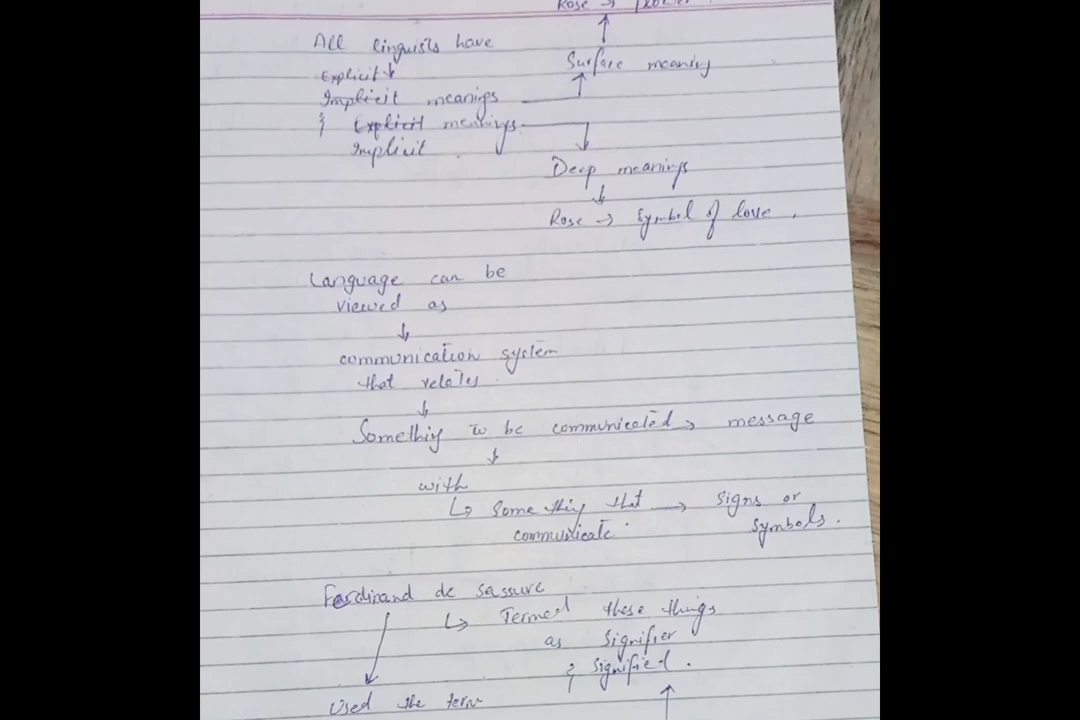 Rose →
All linguists have
Surface meaning
Explicit ↓
Implicit meanings
& Explicit meanings
Implicit
Deep meanings
↓
Rose → Symbol of love .
Language can be
viewed as
↓
communication system
that relates
↓
Something to be communicated → message
↓
with
↳ Something that → Signs or
communicate symbols .
Ferdinand de sassure
↳ Termed these things
as Signifier
& Signified .
Used the term